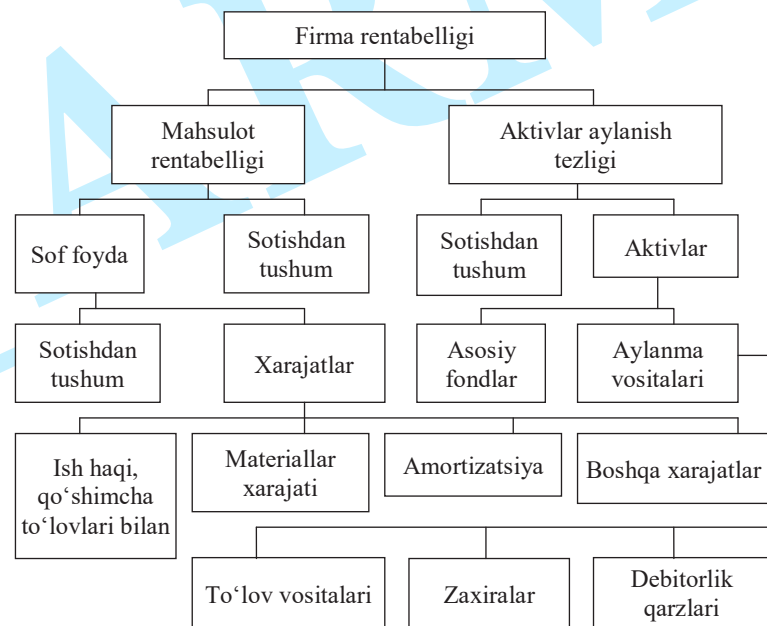 Firma rentabelligi
Mahsulot
rentabelligi
Aktivlar aylanish
tezligi
Sof foyda
Sotishdan
tushum
Sotishdan
tushum
Aktivlar
Sotishdan
tushum
Xarajatlar
Asosiy
fondlar
Aylanma
vositalari
Ish haqi,
qo‘shimcha
to‘lovlari bilan
Materiallar
xarajati
Amortizatsiya
Boshqa xarajatlar
To‘lov vositalari
Zaxiralar
Debitorlik
qarzlari